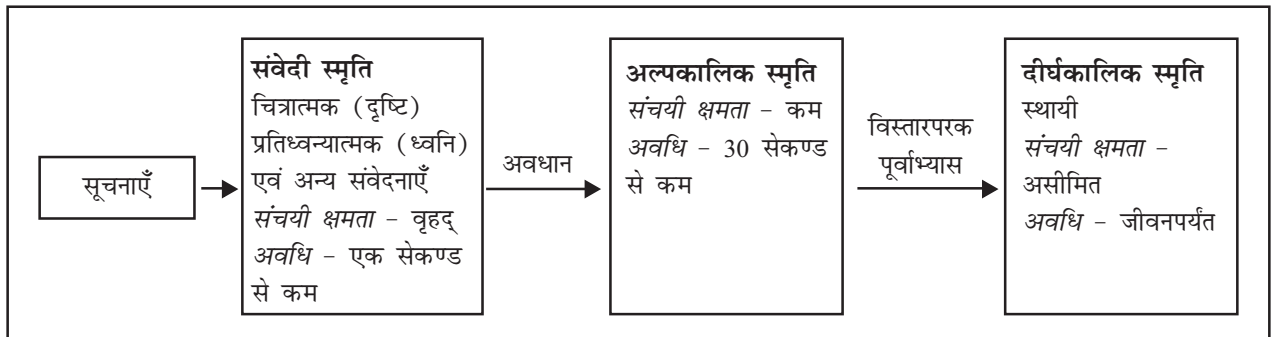 सूचनाएँ
संवेदी स्मृति
चित्रात्मक (दृष्टि)
प्रतिध्वन्यात्मक (ध्वनि)
एवं अन्य संवेदनाएँ
संचयी क्षमता - वृहद्
अवधि - एक सेकण्ड
से कम
अवधान
अल्पकालिक स्मृति
संचयी क्षमता - कम
अवधि - 30 सेकण्ड
से कम
विस्तारपरक
पूर्वाभ्यास
दीर्घकालिक स्मृति
स्थायी
संचयी क्षमता -
असीमित
अवधि - जीवनपर्यंत